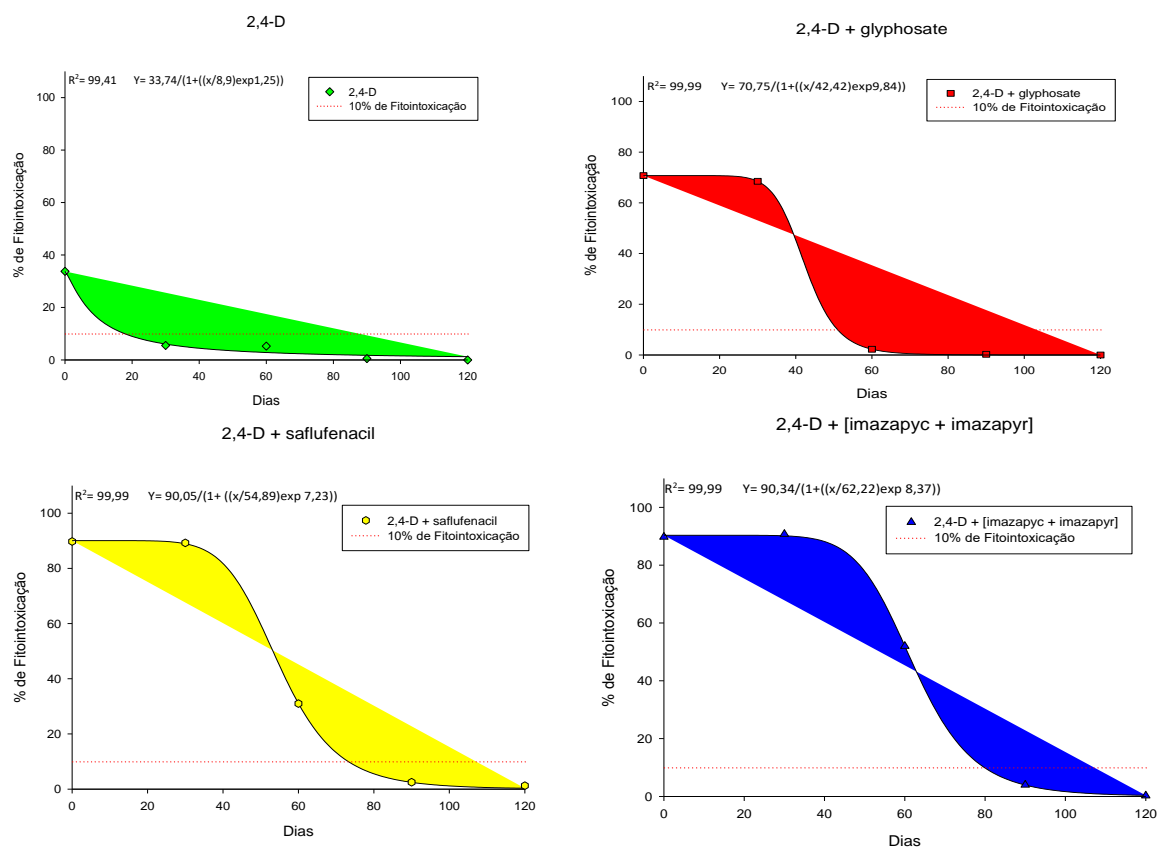 2,4-D
R²= 99,41 Y= 33,74/(1+((x/8,9)exp1,25))
2,4-D
10% de Fitointoxicação
% de Fitointoxicação
100
80
60
40
20
0
0 20 40 60 80 100 120
Dias
2,4-D + glyphosate
R²= 99,99 Y= 70,75/(1+((x/42,42)exp9,84))
2,4-D + glyphosate
10% de Fitointoxicação
% de Fitointoxicação
100
80
60
40
20
0
0 20 40 60 80 100 120
Dias
2,4-D + saflufenacil
R²= 99,99 Y= 90,05/(1+ ((x/54,89)exp 7,23))
2,4-D + saflufenacil
10% de Fitointoxicação
% de Fitointoxicação
100
80
60
40
20
0
0 20 40 60 80 100 120
Dias
2,4-D + [imazapyc + imazapyr]
R²= 99,99 Y= 90,34/(1+((x/62,22)exp 8,37))
2,4-D + [imazapyc + imazapyr]
10% de Fitointoxicação
% de Fitointoxicação
100
80
60
40
20
0
0 20 40 60 80 100 120
Dias